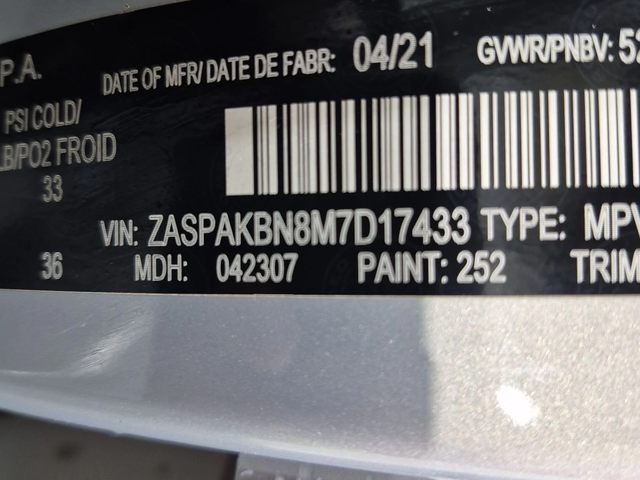 P.A.
DATE OF MFR/ DATE DE FABR: 04/21 GVWR/PNBV: 52
PSI COLD/
LB/PO2 FROID
33
VIN: ZASPAKBN8M7D17433 TYPE: MPV
36 MDH: 042307 PAINT: 252 TRIM